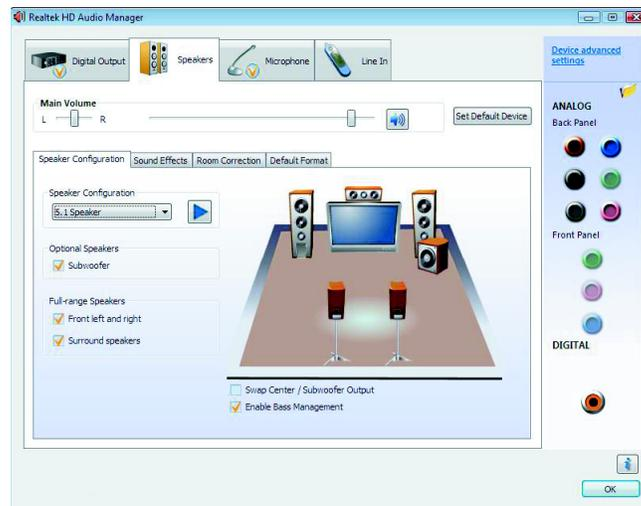 Realtek HD Audio Manager
Digital Output
Speakers
Microphone
Line In
Device advanced
settings
Main Volume
L
R
Set Default Device
ANALOG
Back Panel
Speaker Configuration
Sound Effects
Room Correction
Default Format
Speaker Configuration
5.1 Speaker
Optional Speakers
Subwoofer
Front Panel
Full-range Speakers
Front left and right
Surround speakers
DIGITAL
Swap Center / Subwoofer Output
Enable Bass Management
i
OK